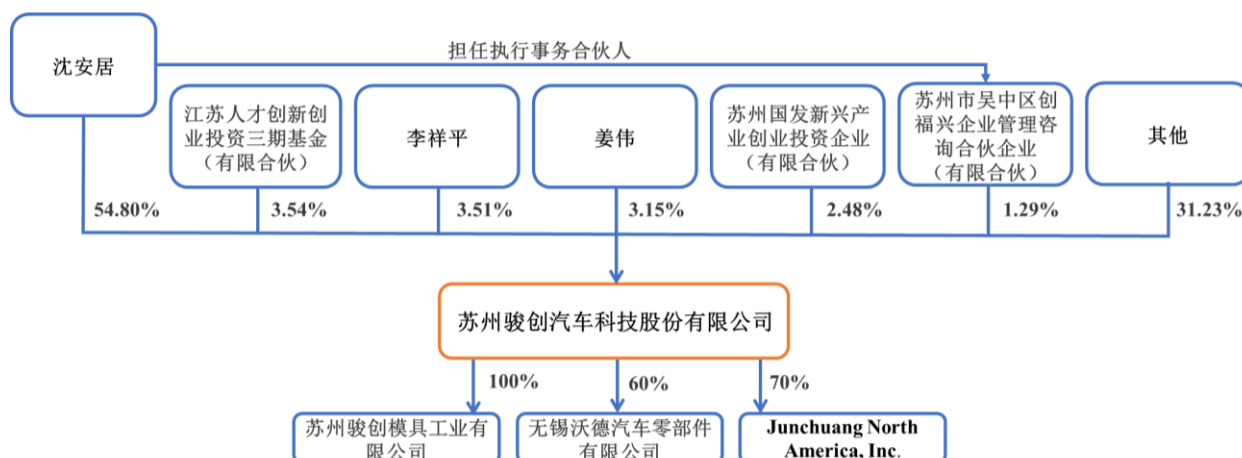 担任执行事务合伙人
沈安居
江苏人才创新创
业投资三期基金
（有限合伙）
李祥平
姜伟
苏州国发新兴产
业创业投资企业
（有限合伙）
苏州市吴中区创
福兴企业管理咨
询合伙企业
（有限合伙）
其他
54.80%
3.54%
3.51%
3.15%
2.48%
1.29%
31.23%
苏州骏创汽车科技股份有限公司
100%
60%
70%
苏州骏创模具工业有
限公司
无锡沃德汽车零部件
有限公司
Junchuang North
America, Inc.